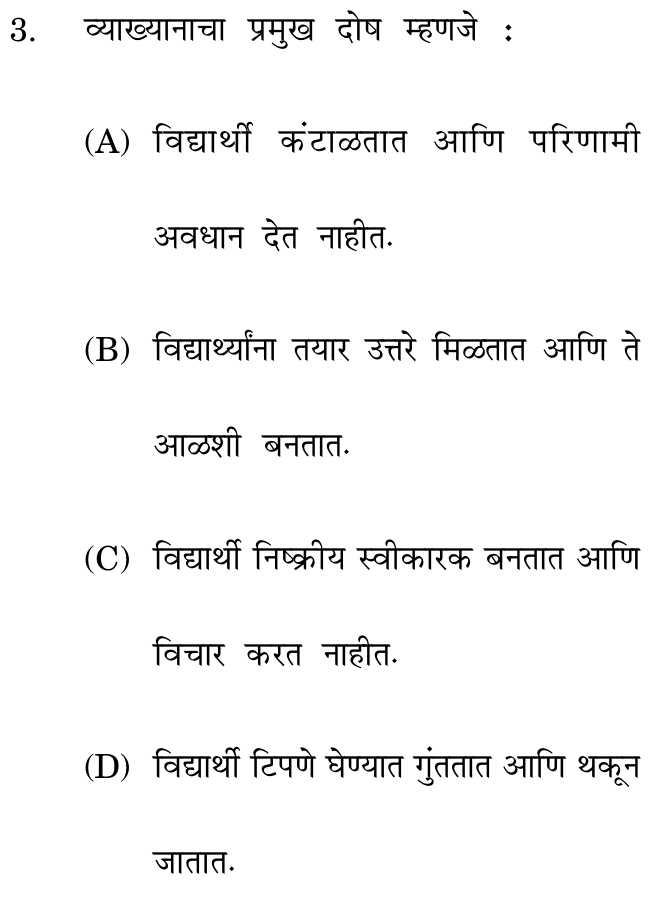 3. व्याख्यानाचा प्रमुख दोष म्हणजे :
(A) विद्यार्थी कंटाळतात आणि परिणामी
अवधान देत नाहीत.
(B) विद्यार्थ्यांना तयार उत्तरे मिळतात आणि ते
आळशी बनतात.
(C) विद्यार्थी निष्क्रीय स्वीकारक बनतात आणि
विचार करत नाहीत.
(D) विद्यार्थी टिपणे घेण्यात गुंततात आणि थकून
जातात.